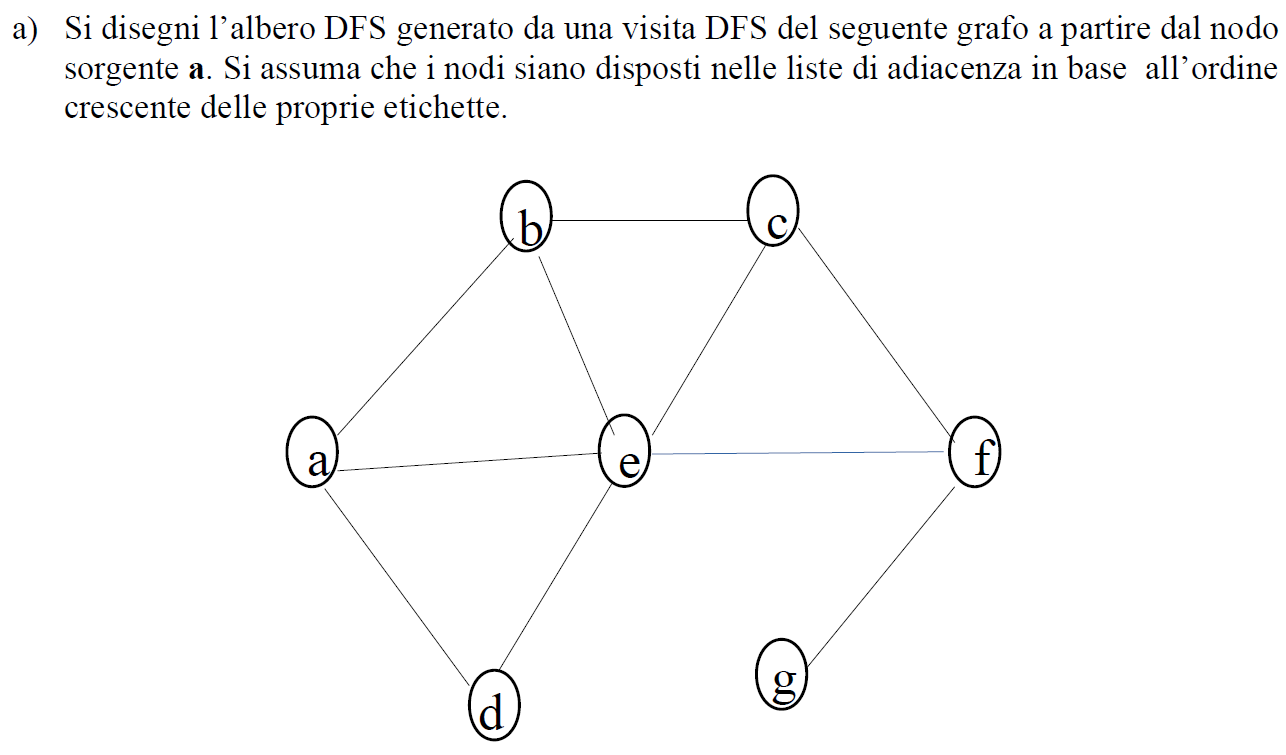 a) Si disegni l’albero DFS generato da una visita DFS del seguente grafo a partire dal nodo
sorgente a. Si assuma che i nodi siano disposti nelle liste di adiacenza in base all’ordine
crescente delle proprie etichette.
b
c
a
e
f
d
g